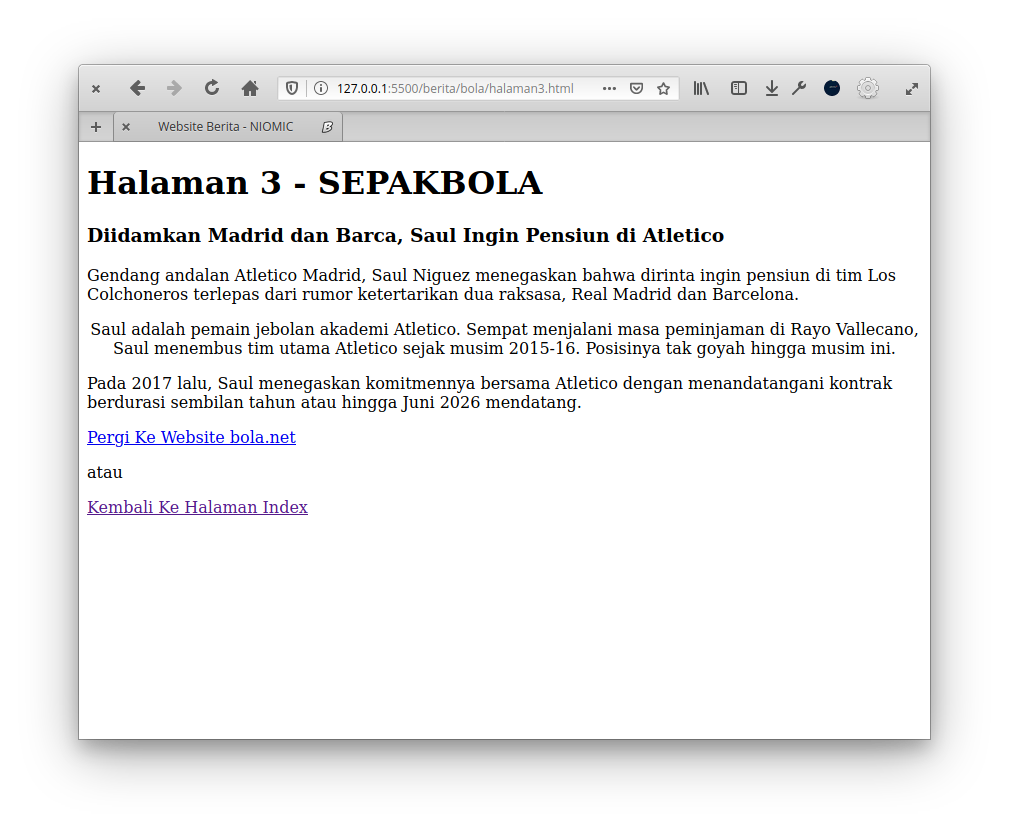 127.0.0.1:5500/berita/bola/halaman3.html
Website Berita - NIOMIC
Halaman 3 - SEPAKBOLA
Diidamkan Madrid dan Barca, Saul Ingin Pensiun di Atletico
Gendang andalan Atletico Madrid, Saul Niguez menegaskan bahwa dirinta ingin pensiun di tim Los
Colchoneros terlepas dari rumor ketertarikan dua raksasa, Real Madrid dan Barcelona.
Saul adalah pemain jebolan akademi Atletico. Sempat menjalani masa peminjaman di Rayo Vallecano,
Saul menembus tim utama Atletico sejak musim 2015-16. Posisinya tak goyah hingga musim ini.
Pada 2017 lalu, Saul menegaskan komitmennya bersama Atletico dengan menandatangani kontrak
berdurasi sembilan tahun atau hingga Juni 2026 mendatang.
Pergi Ke Website bola.net
atau
Kembali Ke Halaman Index